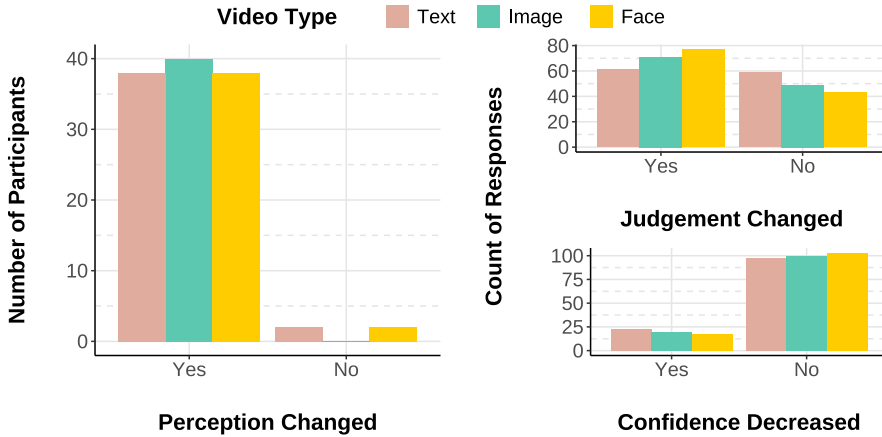 Video Type Text Image Face
Number of Participants
40
30
20
10
0
Yes No
Perception Changed
Count of Responses
80
60
40
20
0
Yes No
Judgement Changed
100
75
50
25
0
Yes No
Confidence Decreased